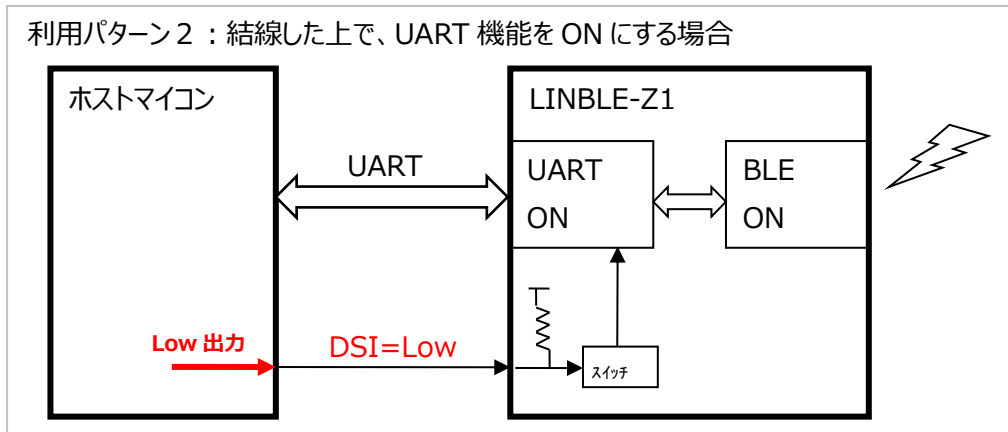 利用パターン２：結線した上で、UART 機能を ON にする場合
ホストマイコン
LINBLE-Z1
UART
UART
ON
BLE
ON
Low 出力
DSI=Low
スイッチ